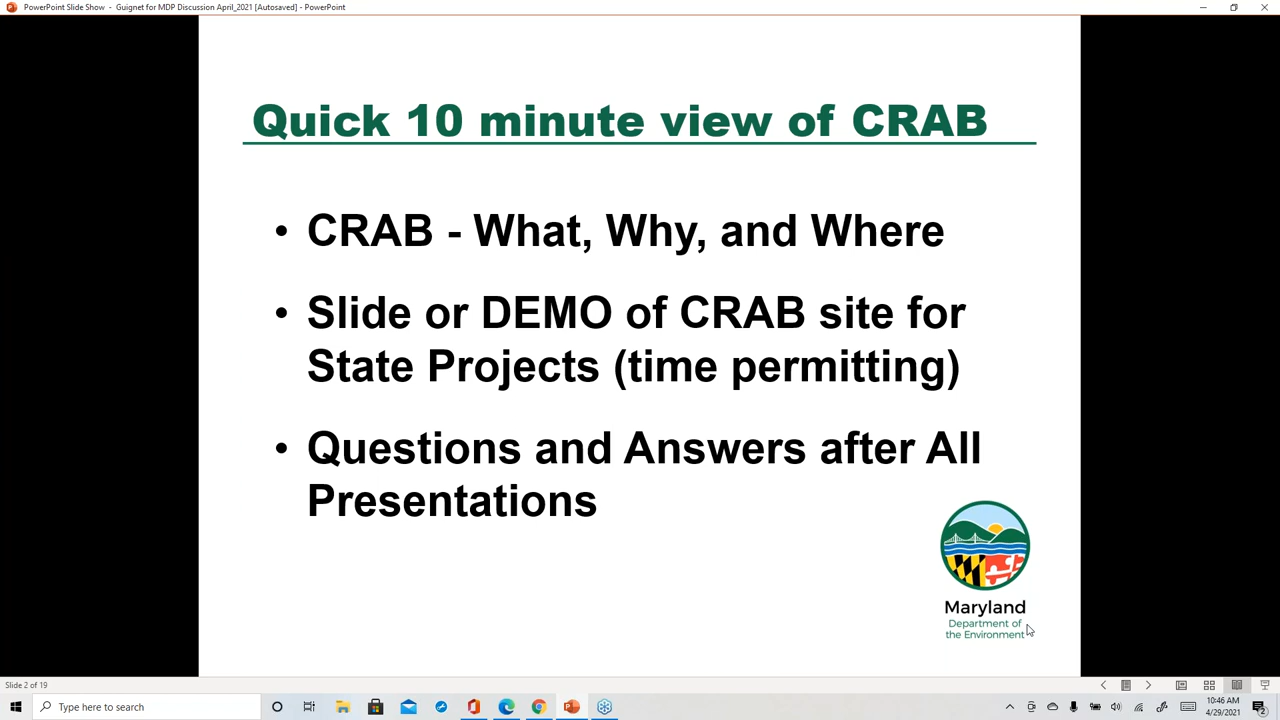 PowerPoint Slide Show - Guignet for MDP Discussion April_2021 [Autosaved] - PowerPoint
Quick 10 minute view of CRAB
• CRAB - What, Why, and Where
• Slide or DEMO of CRAB site for
State Projects (time permitting)
• Questions and Answers after All
Presentations
Maryland
Department of
the Environment
Slide 2 of 19
Type here to search
10:46 AM
4/29/2021
2